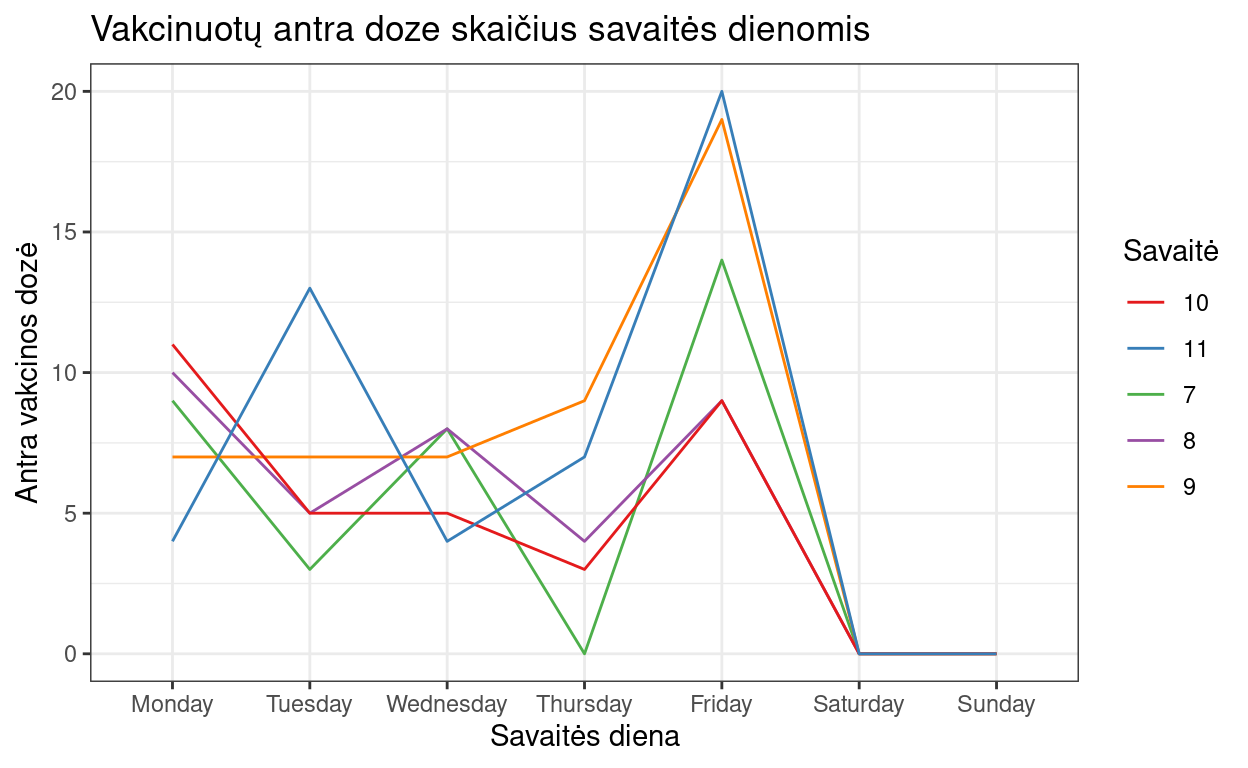 Vakcinuotų antra doze skaičius savaitės dienomis
Antra vakcinos dozė
20
15
10
5
0
Monday Tuesday Wednesday Thursday Friday Saturday Sunday
Savaitės diena
Savaitė
10
11
7
8
9